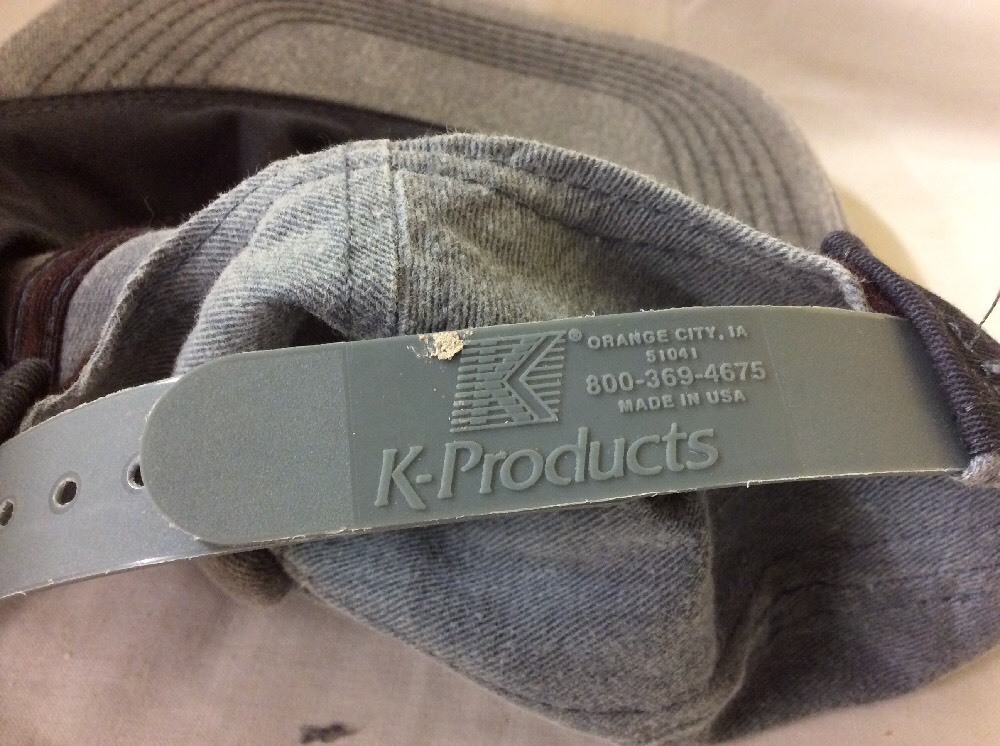 K®
ORANGE CITY, IA
51041
800-369-4675
MADE IN USA
K-Products